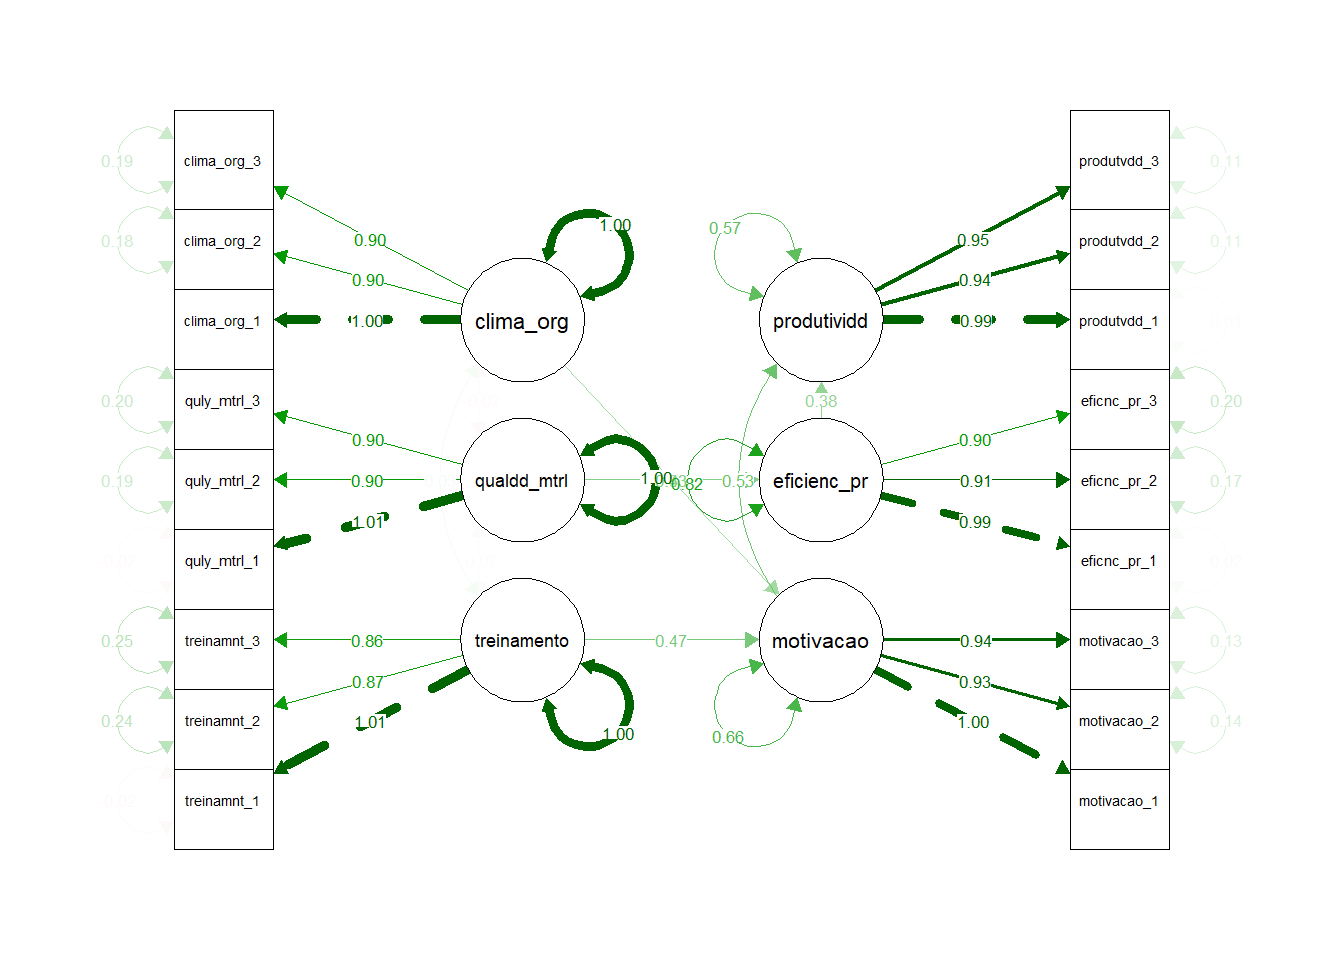 clima_org_3
clima_org_2
clima_org_1
quly_mtrl_3
quly_mtrl_2
quly_mtrl_1
treinamnt_3
treinamnt_2
treinamnt_1
0.19
0.18
0.20
0.19
0.25
0.24
0.90
0.90
1.00
0.90
0.90
1.01
0.86
0.87
1.01
clima_org
qualdd_mtrl
treinamento
1.00
1.00
1.00
0.47
0.82
0.53
0.38
0.57
0.66
produtividd
eficienc_pr
motivacao
0.95
0.94
0.99
0.90
0.91
0.99
0.94
0.93
1.00
produtvdd_3
produtvdd_2
produtvdd_1
eficnc_pr_3
eficnc_pr_2
eficnc_pr_1
motivacao_3
motivacao_2
motivacao_1
0.11
0.11
0.20
0.17
0.13
0.14